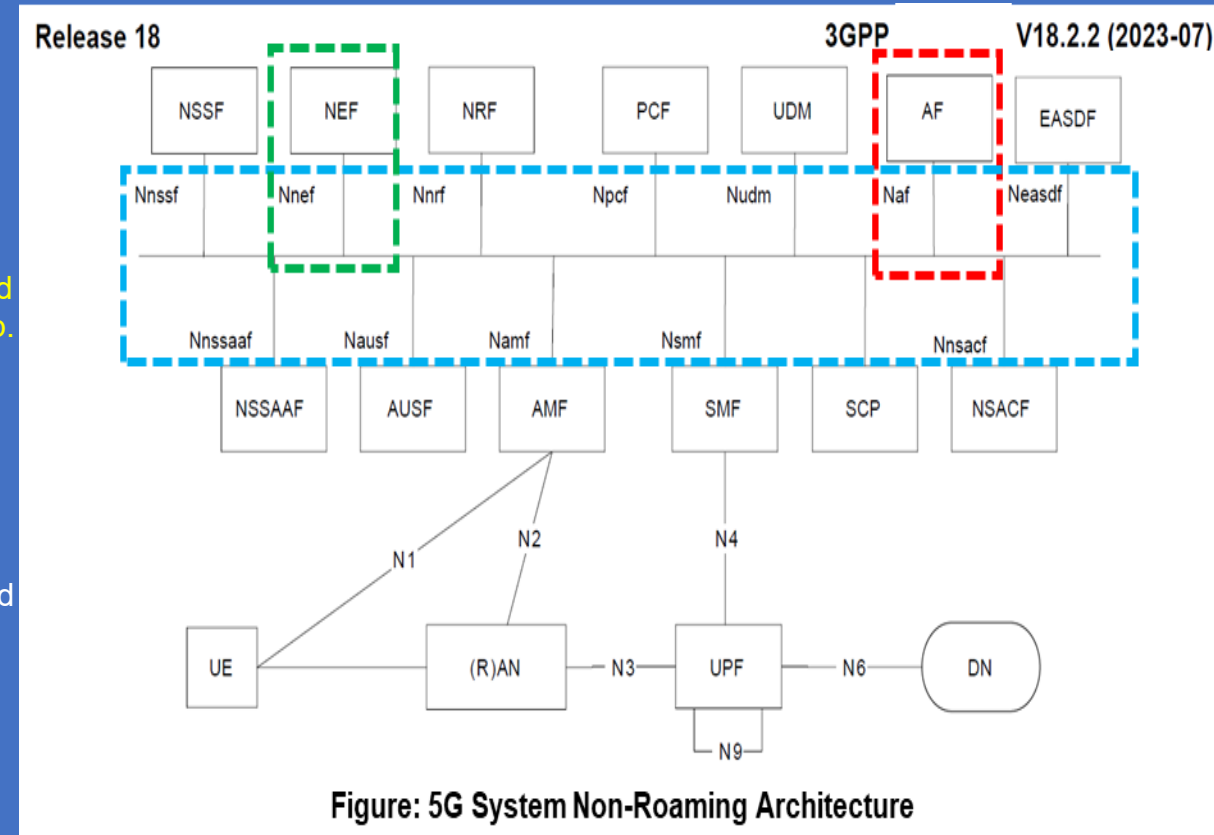 Release 18 3GPP V18.2.2 (2023-07)
NSSF NEF NRF PCF UDM AF EASDF
Nnssf Nnef Nnrf Npcf Nudm Naf Neasdf
d
o.
Nnssaaf Nausf Namf Nsmf Nnsacf
NSSAAF AUSF AMF SMF SCP NSACF
N1 N2 N4
d
UE (R)AN N3 UPF N6 DN
N9
Figure: 5G System Non-Roaming Architecture